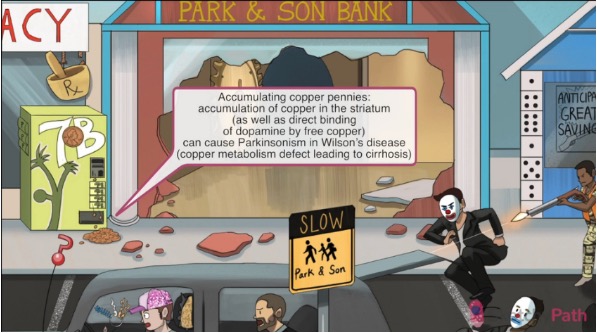 ACY
PARK & SON BANK
Rx
7B
Accumulating copper pennies:
accumulation of copper in the striatum
(as well as direct binding
of dopamine by free copper)
can cause Parkinsonism in Wilson's disease
(copper metabolism defect leading to cirrhosis)
ANTICIPA
GREAT
SAVING
SLOW
Park & Son
Path